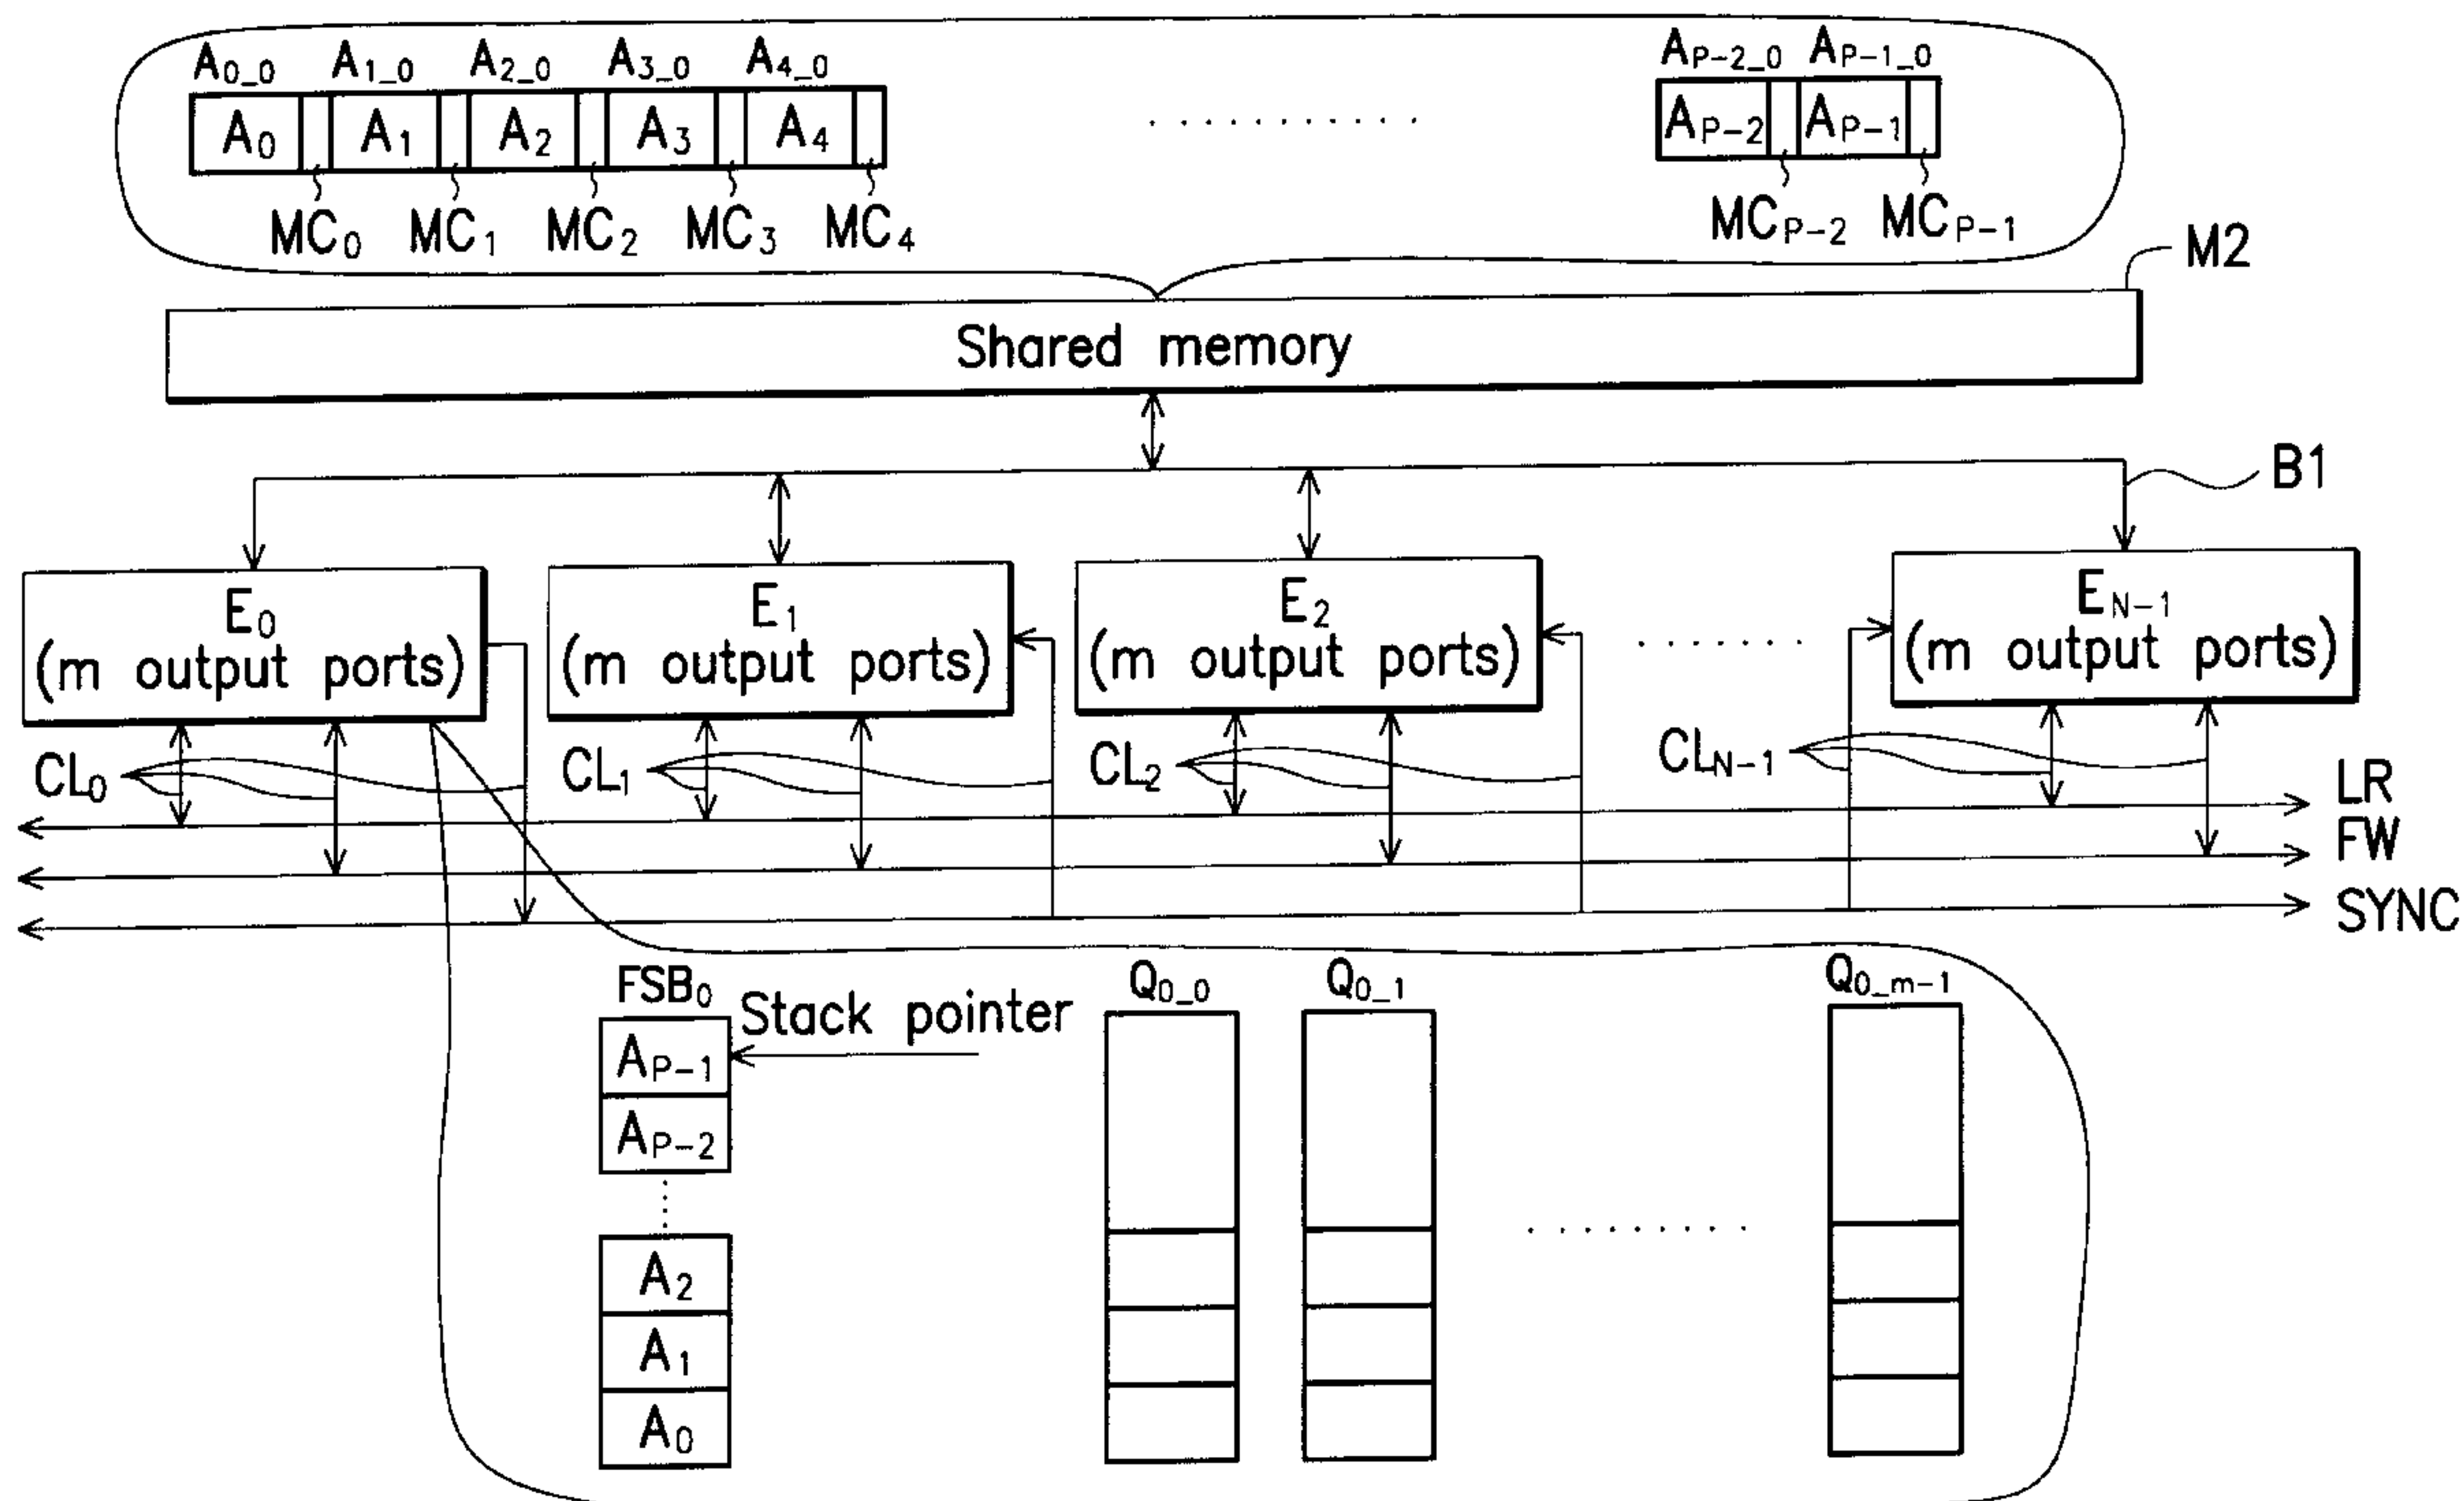 A0_0 A1_0 A2_0 A3_0 A4_0 AP-2_0 AP-1_0
A0 A1 A2 A3 A4 AP-2 AP-1
MC0 MC1 MC2 MC3 MC4 MCP-2 MCP-1
M2
Shared memory
B1
E0 E1 E2 EN-1
(m output ports) (m output ports) (m output ports) (m output ports)
CL0 CL1 CL2 CLN-1
LR
FW
SYNC
FSB0 Q0_0 Q0_1 Q0_m-1
Stack pointer
AP-1
AP-2
A2
A1
A0